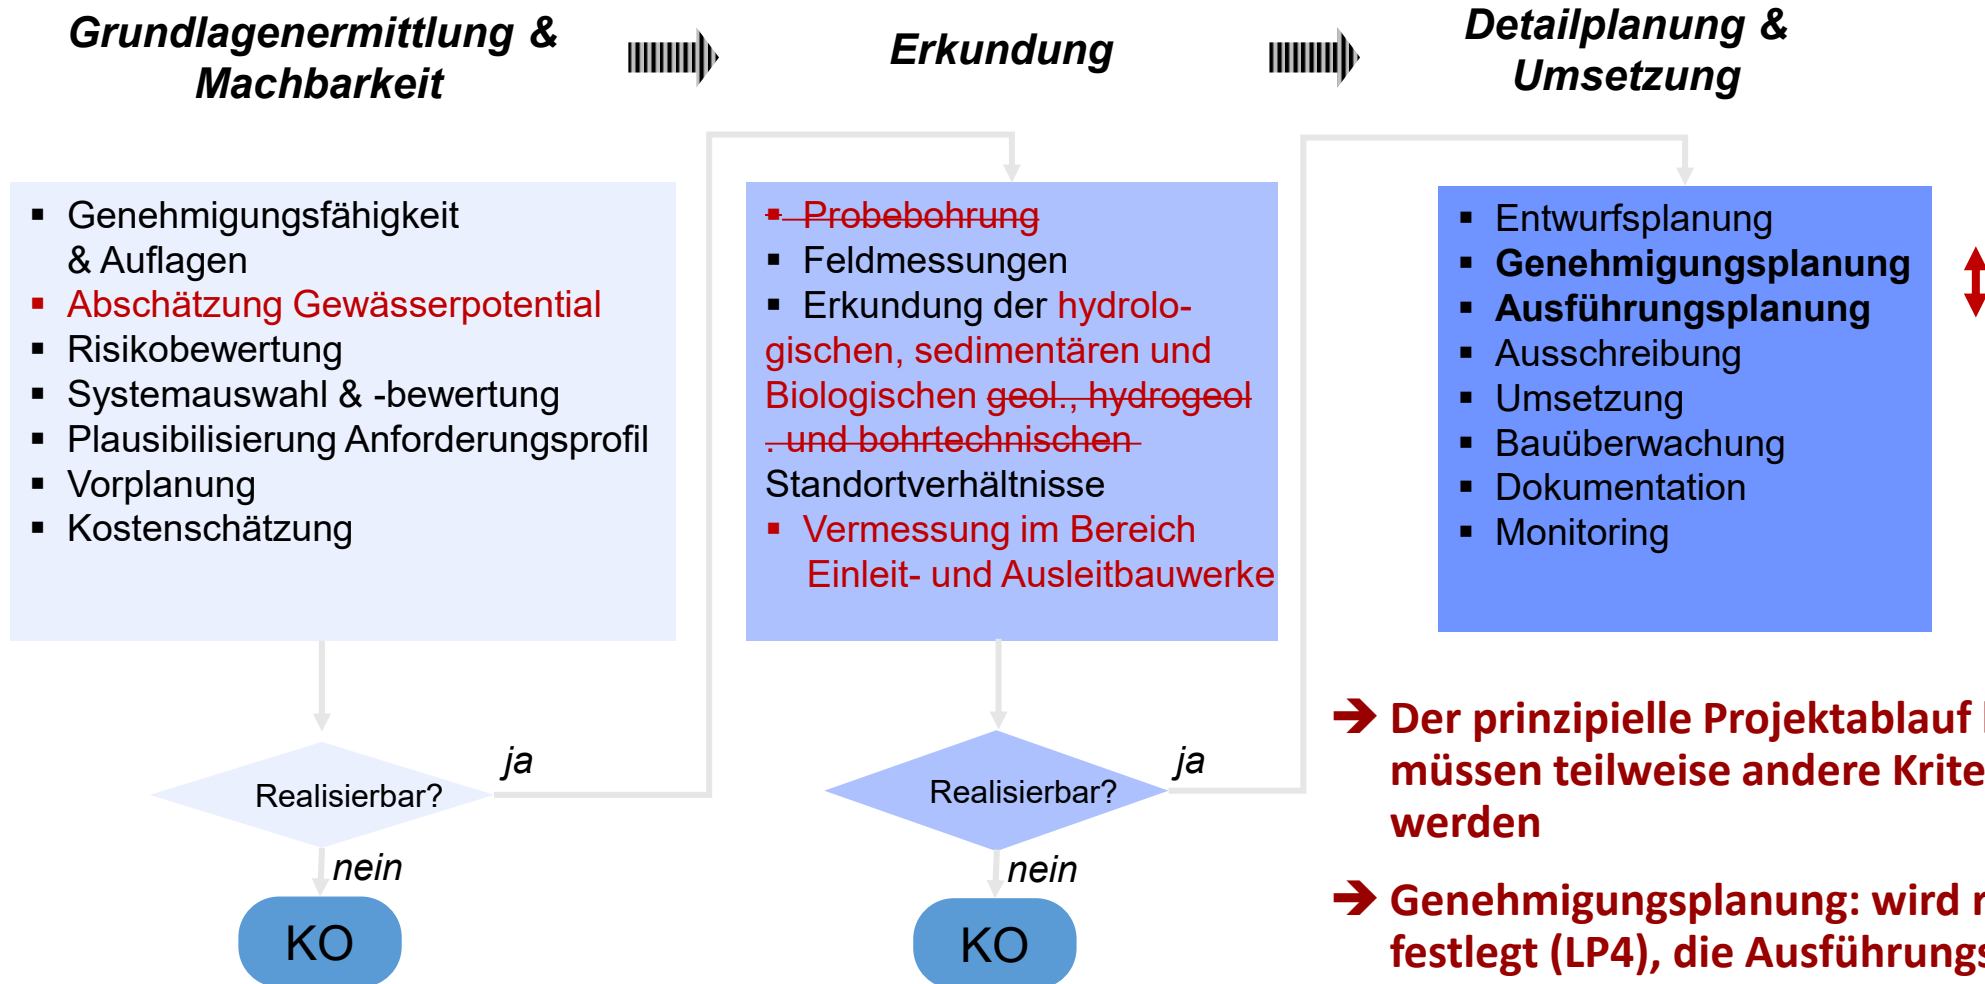 Grundlagenermittlung &
Machbarkeit
Erkundung
Detailplanung &
Umsetzung
▪ Genehmigungsfähigkeit
& Auflagen
▪ Abschätzung Gewässerpotential
▪ Risikobewertung
▪ Systemauswahl & -bewertung
▪ Plausibilisierung Anforderungsprofil
▪ Vorplanung
▪ Kostenschätzung
▪ Probebohrung
▪ Feldmessungen
▪ Erkundung der hydrolo-
gischen, sedimentären und
Biologischen geol., hydrogeol
. und bohrtechnischen
Standortverhältnisse
▪ Vermessung im Bereich
Einleit- und Ausleitbauwerke
▪ Entwurfsplanung
▪ Genehmigungsplanung
▪ Ausführungsplanung
▪ Ausschreibung
▪ Umsetzung
▪ Bauüberwachung
▪ Dokumentation
▪ Monitoring
Realisierbar?
ja
nein
KO
Realisierbar?
ja
nein
KO
➔ Der prinzipielle Projektablauf
müssen teilweise andere Krite
werden
➔ Genehmigungsplanung: wird
festlegt (LP4), die Ausführungs